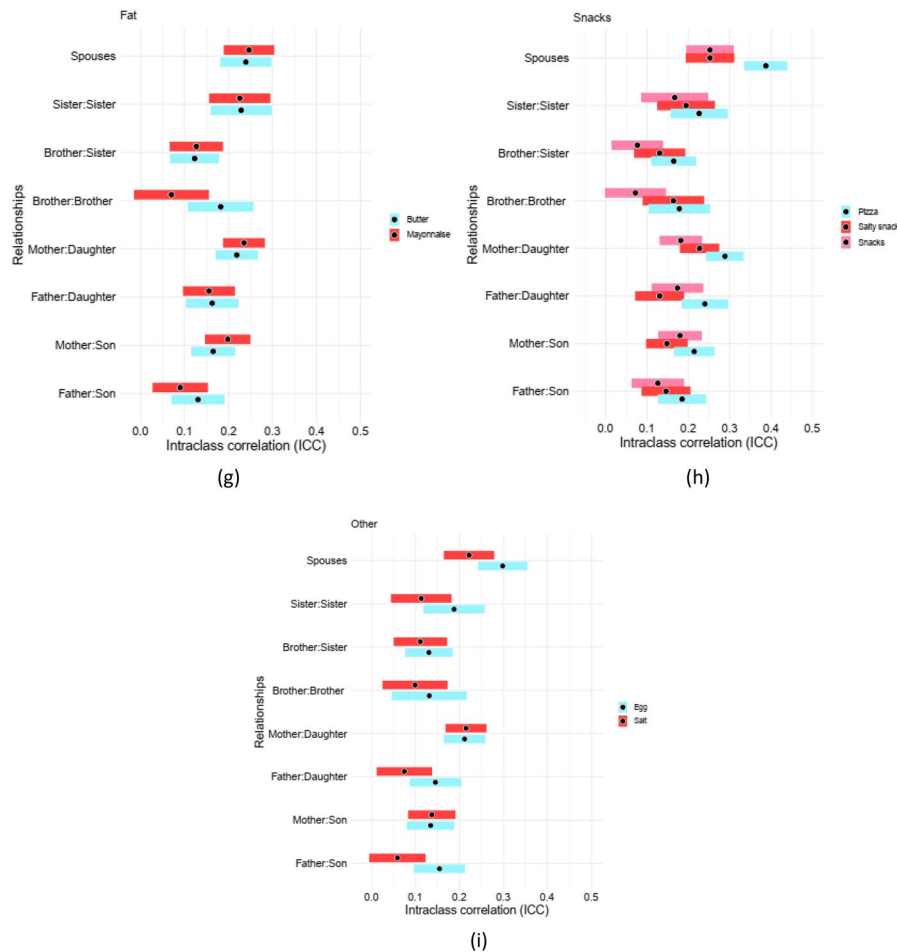 Fat
Spouses
Sister:Sister
Brother:Sister
Brother:Brother
Mother:Daughter
Father:Daughter
Mother:Son
Father:Son
Relationships
0.0 0.1 0.2 0.3 0.4 0.5
Intraclass correlation (ICC)
Butter
Mayonnaise
(g)
Snacks
Spouses
Sister:Sister
Brother:Sister
Brother:Brother
Mother:Daughter
Father:Daughter
Mother:Son
Father:Son
Relationships
0.0 0.1 0.2 0.3 0.4 0.5
Intraclass correlation (ICC)
Pizza
Salty snack
Snacks
(h)
Other
Spouses
Sister:Sister
Brother:Sister
Brother:Brother
Mother:Daughter
Father:Daughter
Mother:Son
Father:Son
Relationships
0.0 0.1 0.2 0.3 0.4 0.5
Intraclass correlation (ICC)
Egg
Salt
(i)